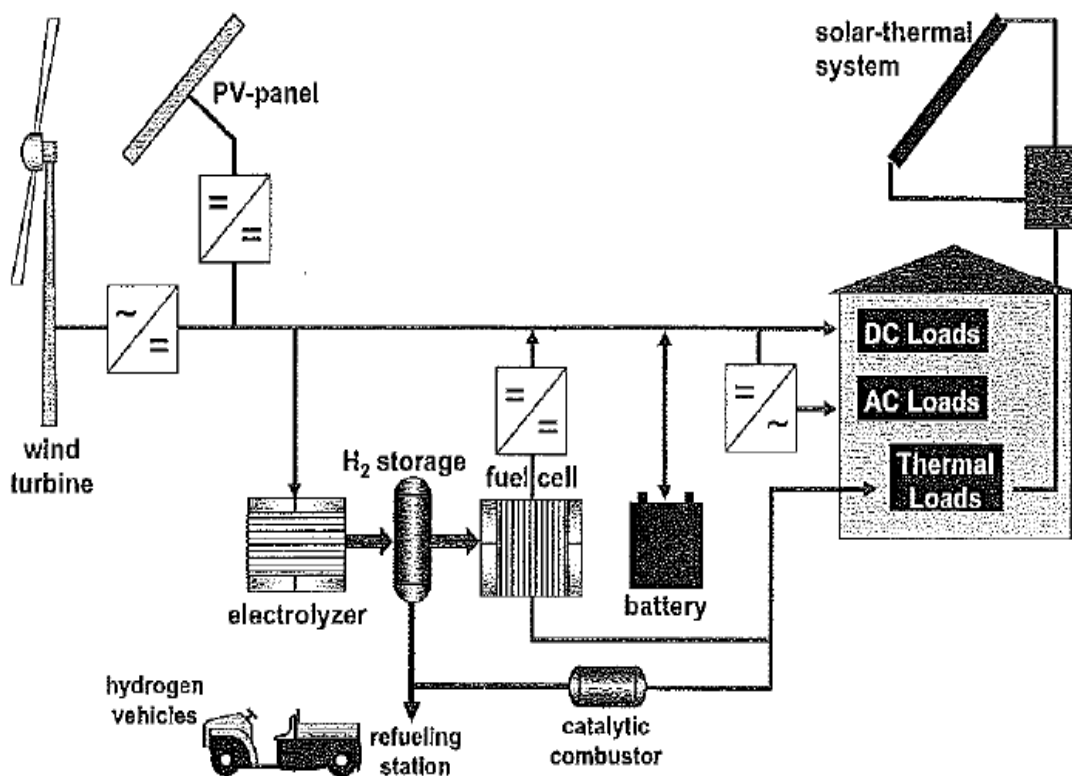 solar-thermal
system
PV-panel
=
=
~
=
DC Loads
=
=
=
~
AC Loads
wind
turbine
H₂ storage
fuel cell
Thermal
Loads
electrolyzer
battery
hydrogen
vehicles
refueling
station
catalytic
combustor